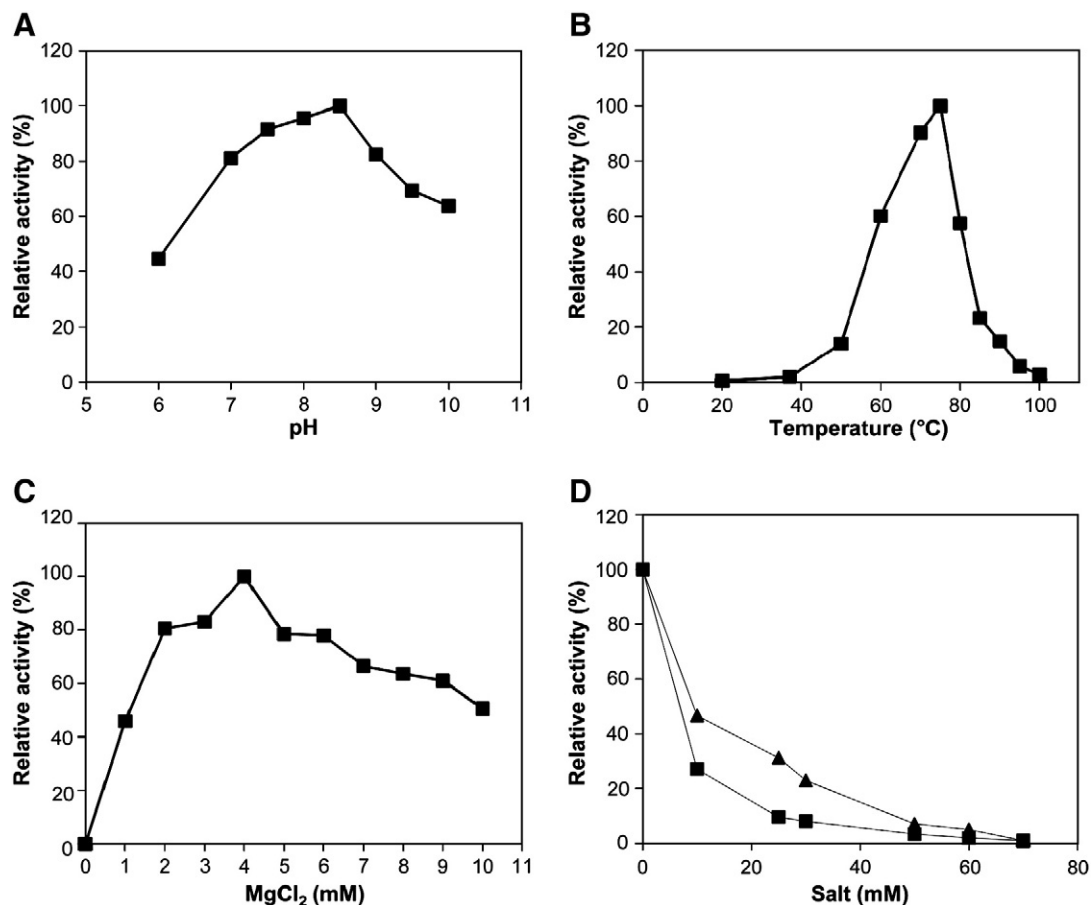 A
Relative activity (%)
120
100
80
60
40
20
0
5 6 7 8 9 10 11
pH
B
Relative activity (%)
120
100
80
60
40
20
0
0 20 40 60 80 100
Temperature (°C)
C
Relative activity (%)
120
100
80
60
40
20
0
0 1 2 3 4 5 6 7 8 9 10 11
MgCl₂ (mM)
D
Relative activity (%)
120
100
80
60
40
20
0
0 20 40 60 80
Salt (mM)